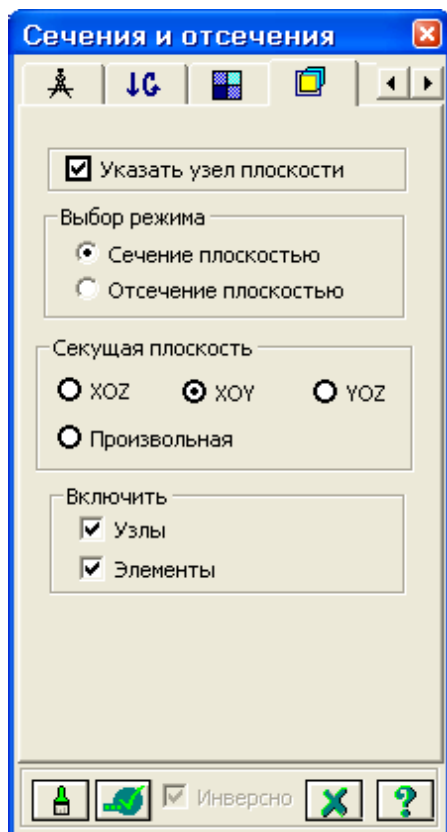 Сечения и отсечения
Указать узел плоскости
Выбор режима
Сечение плоскостью
Отсечение плоскостью
Секущая плоскость
XOZ XOY YOZ
Произвольная
Включить
Узлы
Элементы
Инверсно